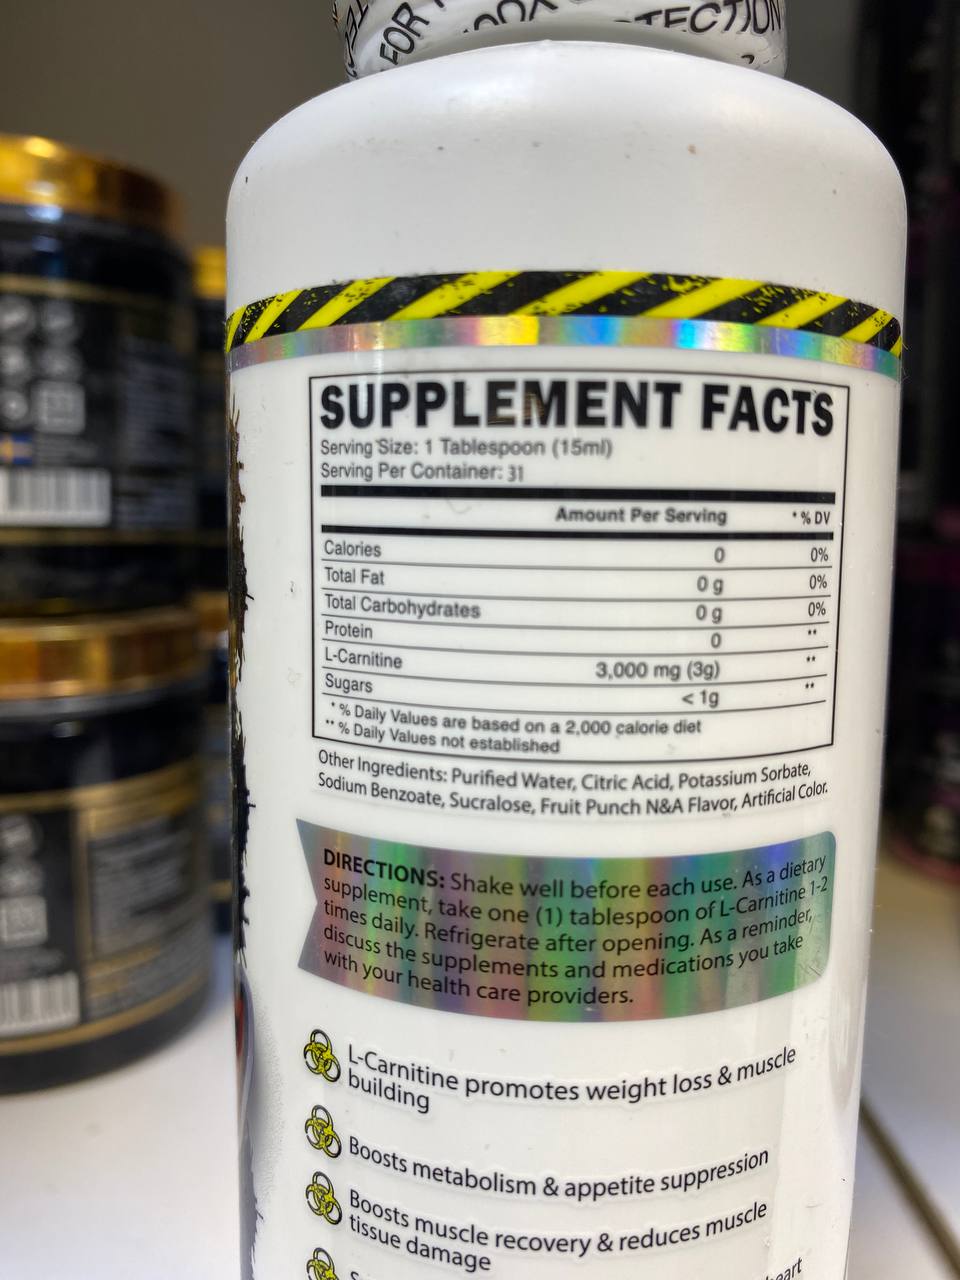 FOR
TECTION
SUPPLEMENT FACTS
Serving Size: 1 Tablespoon (15ml)
Serving Per Container: 31
Amount Per Serving * % DV
Calories 0 0%
Total Fat 0 g 0%
Total Carbohydrates 0 g 0%
Protein 0 **
L-Carnitine 3,000 mg (3g) **
Sugars < 1g **
* % Daily Values are based on a 2,000 calorie diet
** % Daily Values not established
Other Ingredients: Purified Water, Citric Acid, Potassium Sorbate,
Sodium Benzoate, Sucralose, Fruit Punch N&A Flavor, Artificial Color.
DIRECTIONS: Shake well before each use. As a dietary
supplement, take one (1) tablespoon of L-Carnitine 1-2
times daily. Refrigerate after opening. As a reminder,
discuss the supplements and medications you take
with your health care providers.
L-Carnitine promotes weight loss & muscle
building
Boosts metabolism & appetite suppression
Boosts muscle recovery & reduces muscle
tissue damage